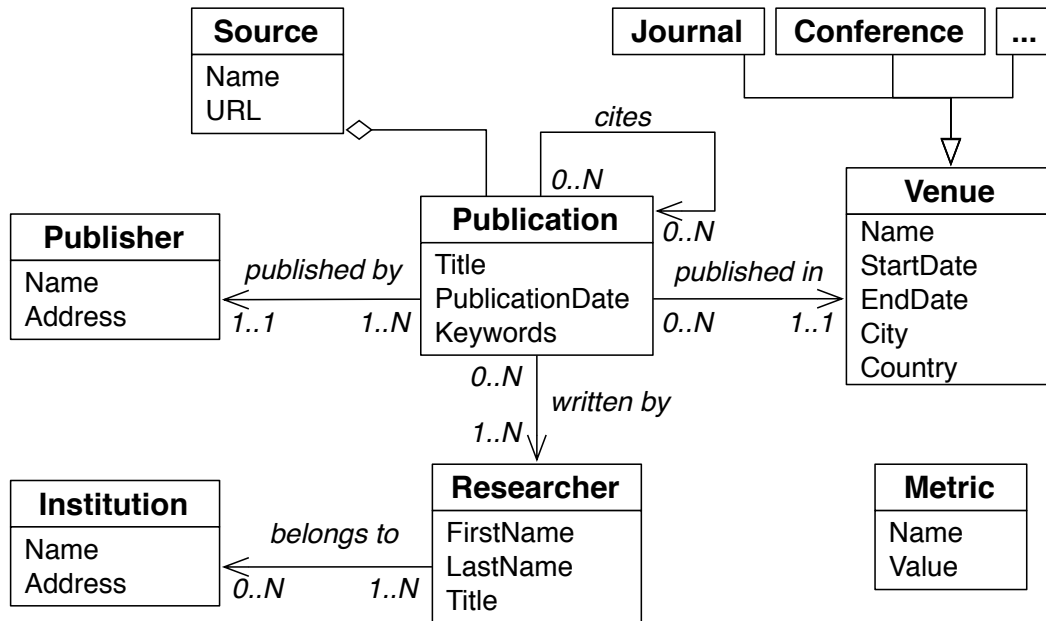 Source
Name
URL
Journal
Conference
...
cites
0..N
0..N
Publication
Title
PublicationDate
Keywords
Venue
Name
StartDate
EndDate
City
Country
Publisher
Name
Address
published by
1..1
1..N
published in
0..N
1..1
0..N
written by
1..N
Institution
Name
Address
belongs to
0..N
1..N
Researcher
FirstName
LastName
Title
Metric
Name
Value